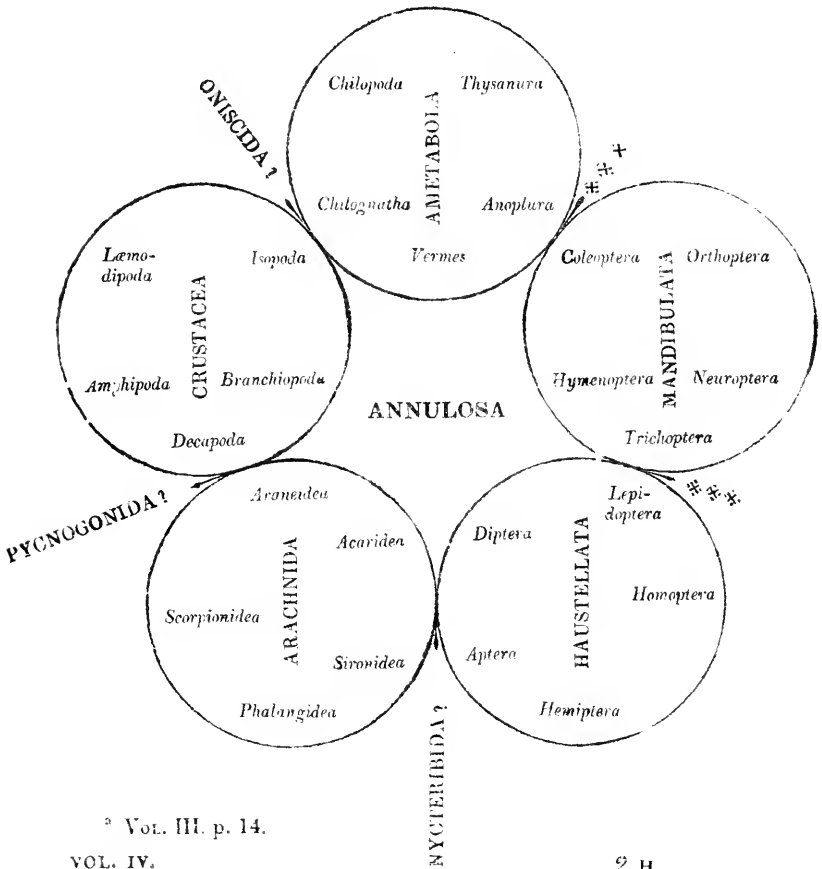 Chilopoda
Thysanura
AMETABOLA
Chilognatha
Anoplura
Vermes
ONISCIDA?
⁂
Læmo-
dipoda
Isopoda
CRUSTACEA
Amphipoda
Branchiopoda
Decapoda
Coleoptera
Orthoptera
MANDIBULATA
Hymenoptera
Neuroptera
Trichoptera
ANNULOSA
PYCNOGONIDA?
Araneidea
Acaridea
ARACHNIDA
Scorpionidea
Sironidea
Phalangidea
Lepi-
doptera
Diptera
HAUSTELLATA
Homoptera
Aptera
Hemiptera
NYCTERIBIDA?
a VOL. III. p. 14.
VOL. IV.
2 H